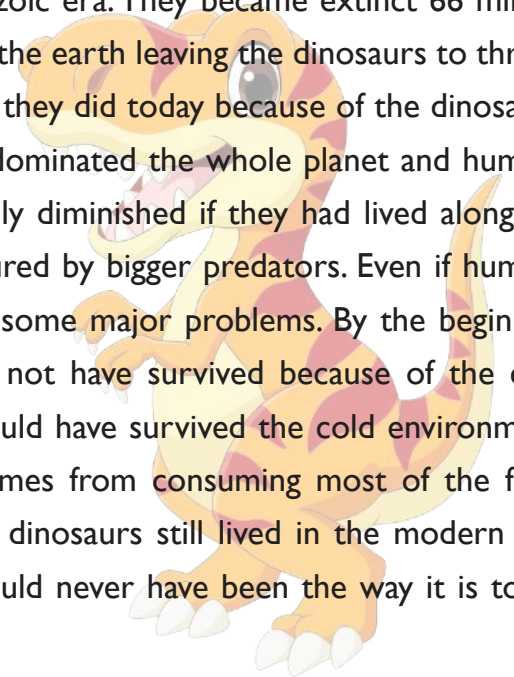 zoic era. They became extinct 66 mil
the earth leaving the dinosaurs to thr
they did today because of the dinosa
dominated the whole planet and hum
ly diminished if they had lived along
ured by bigger predators. Even if hum
some major problems. By the begin
not have survived because of the
uld have survived the cold environm
mes from consuming most of the f
dinosaurs still lived in the modern
uld never have been the way it is to